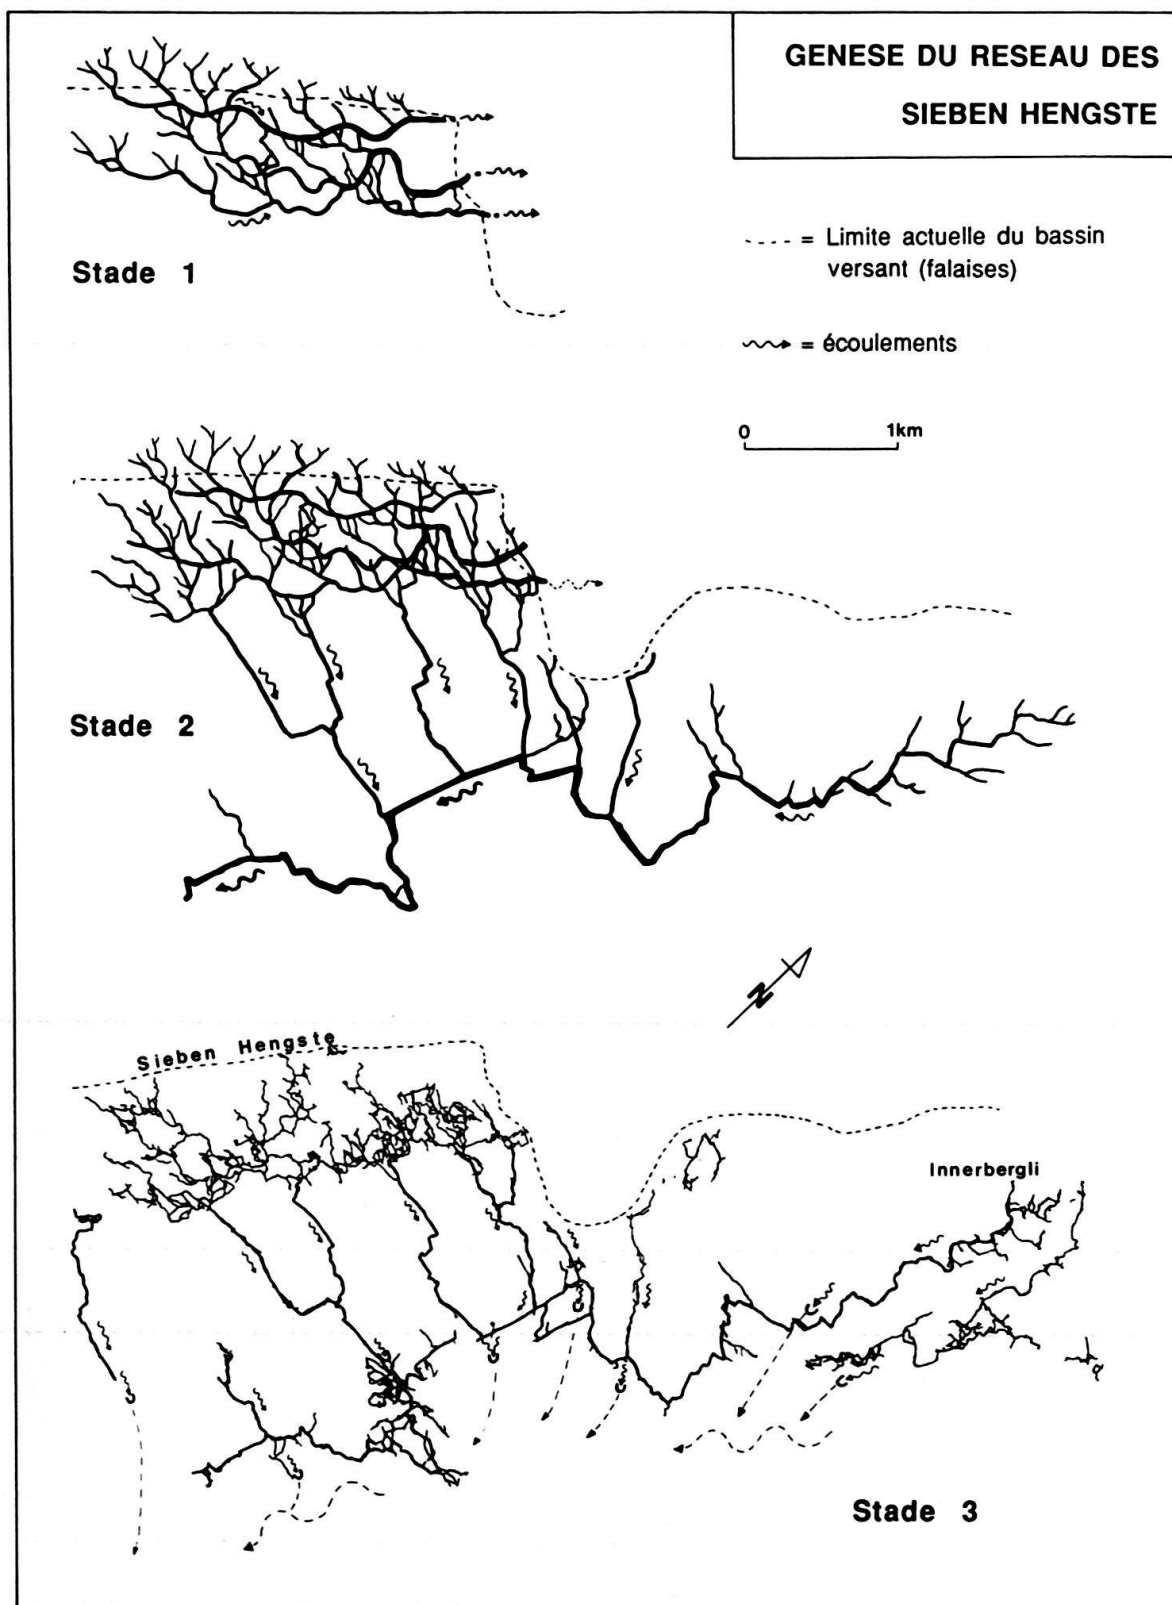 GENESE DU RESEAU DES
SIEBEN HENGSTE
Stade 1
---- = Limite actuelle du bassin
versant (falaises)
= écoulements
0 1km
Stade 2
N
Sieben Hengste
Innerbergli
Stade 3